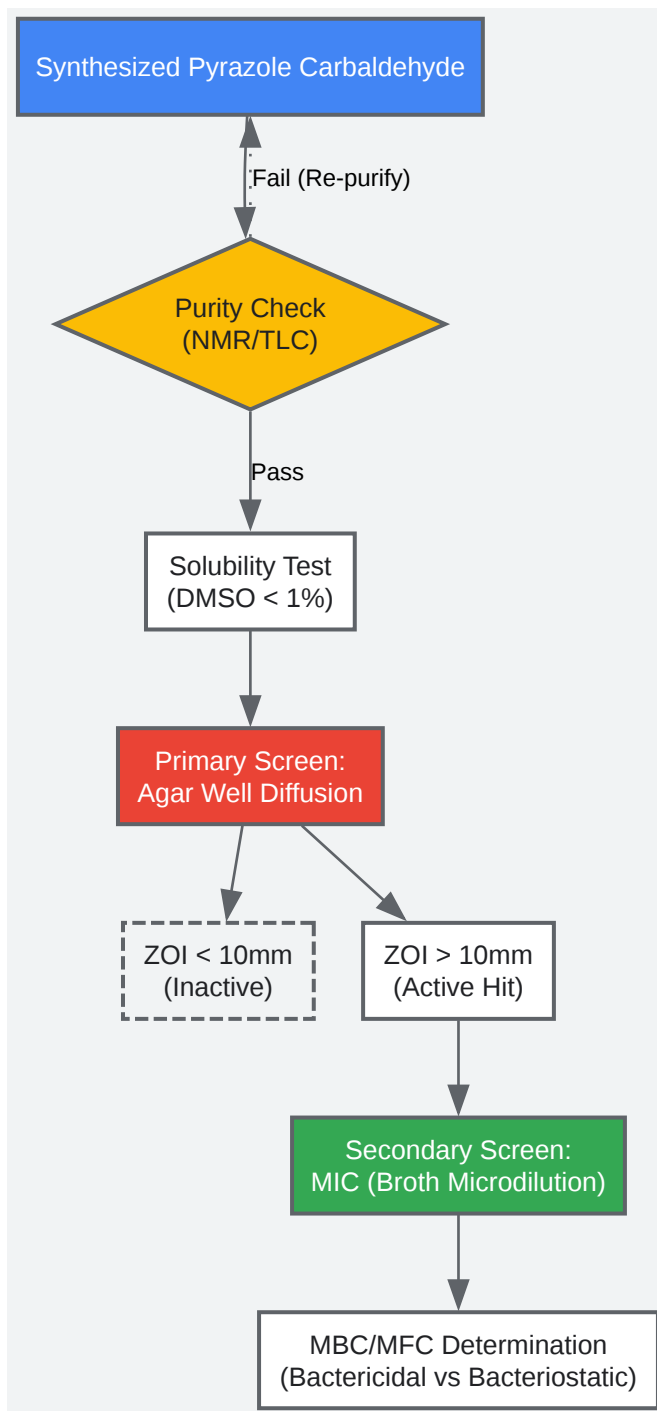 Synthesized Pyrazole Carbaldehyde
Fail (Re-purify)
Purity Check
(NMR/TLC)
Pass
Solubility Test
(DMSO < 1%)
Primary Screen:
Agar Well Diffusion
ZOI < 10mm
(Inactive)
ZOI > 10mm
(Active Hit)
Secondary Screen:
MIC (Broth Microdilution)
MBC/MFC Determination
(Bactericidal vs Bacteriostatic)